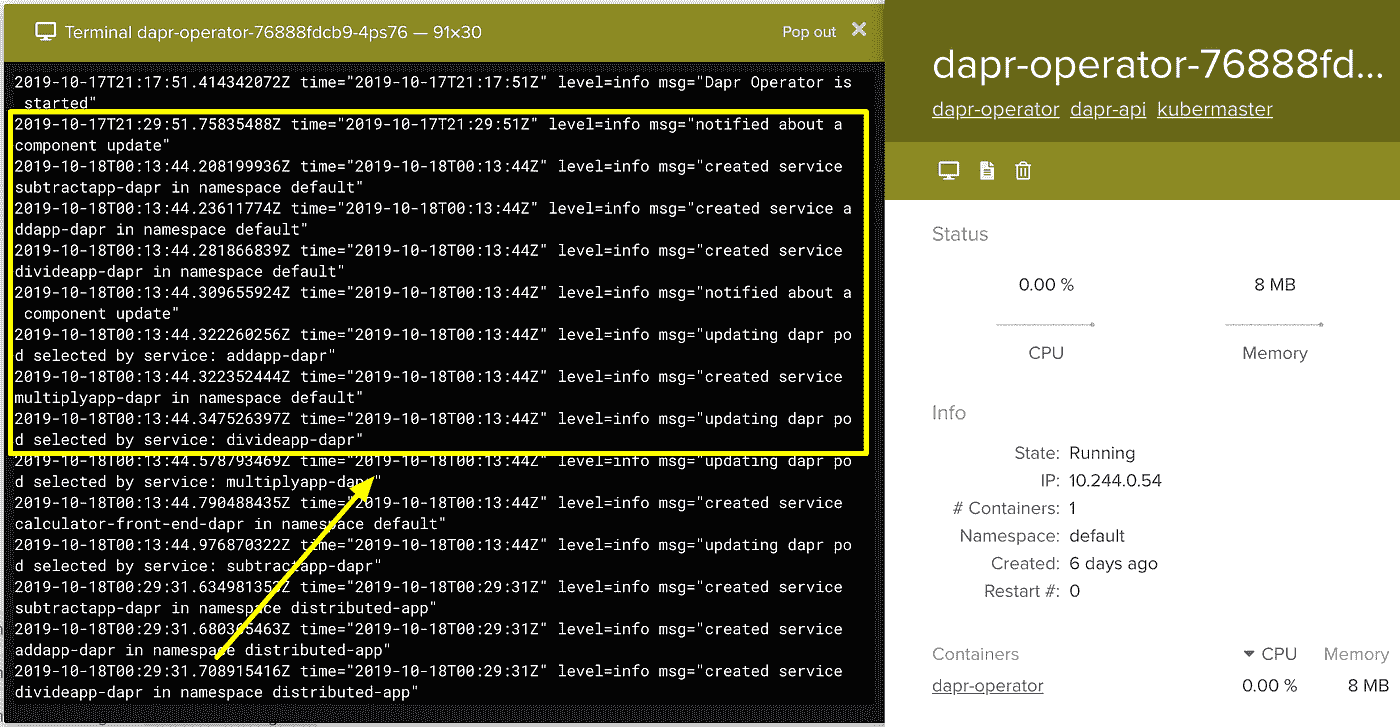 Terminal dapr-operator-76888fdcb9-4ps76 — 91×30
Pop out
2019-10-17T21:17:51.414342072Z time="2019-10-17T21:17:51Z" level=info msg="Dapr Operator is
started"
2019-10-17T21:29:51.75835488Z time="2019-10-17T21:29:51Z" level=info msg="notified about a
component update"
2019-10-18T00:13:44.208199936Z time="2019-10-18T00:13:44Z" level=info msg="created service
subtractapp-dapr in namespace default"
2019-10-18T00:13:44.23611774Z time="2019-10-18T00:13:44Z" level=info msg="created service a
ddapp-dapr in namespace default"
2019-10-18T00:13:44.281866839Z time="2019-10-18T00:13:44Z" level=info msg="created service
divideapp-dapr in namespace default"
2019-10-18T00:13:44.309655924Z time="2019-10-18T00:13:44Z" level=info msg="notified about a
component update"
2019-10-18T00:13:44.322260256Z time="2019-10-18T00:13:44Z" level=info msg="updating dapr po
d selected by service: addapp-dapr"
2019-10-18T00:13:44.322352444Z time="2019-10-18T00:13:44Z" level=info msg="created service
multiplyapp-dapr in namespace default"
2019-10-18T00:13:44.347526397Z time="2019-10-18T00:13:44Z" level=info msg="updating dapr po
d selected by service: divideapp-dapr"
2019-10-18T00:13:44.578793469Z time="2019-10-18T00:13:44Z" level=info msg="updating dapr po
d selected by service: multiplyapp-dapr"
2019-10-18T00:13:44.790488435Z time="2019-10-18T00:13:44Z" level=info msg="created service
calculator-front-end-dapr in namespace default"
2019-10-18T00:13:44.976870322Z time="2019-10-18T00:13:44Z" level=info msg="updating dapr po
d selected by service: subtractapp-dapr"
time="2019-10-18T00:29:31Z" level=info msg="created service
subtractapp-dapr in namespace distributed-app"
time="2019-10-18T00:29:31Z" level=info msg="created service
addapp-dapr in namespace distributed-app"
2019-10-18T00:29:31.708915416Z time="2019-10-18T00:29:31Z" level=info msg="created service
divideapp-dapr in namespace distributed-app"
dapr-operator-76888fd...
dapr-operator dapr-api kubermaster
Status
0.00 % 8 MB
CPU Memory
Info
State: Running
IP: 10.244.0.54
# Containers: 1
Namespace: default
Created: 6 days ago
Restart #: 0
Containers CPU Memory
dapr-operator 0.00 % 8 MB